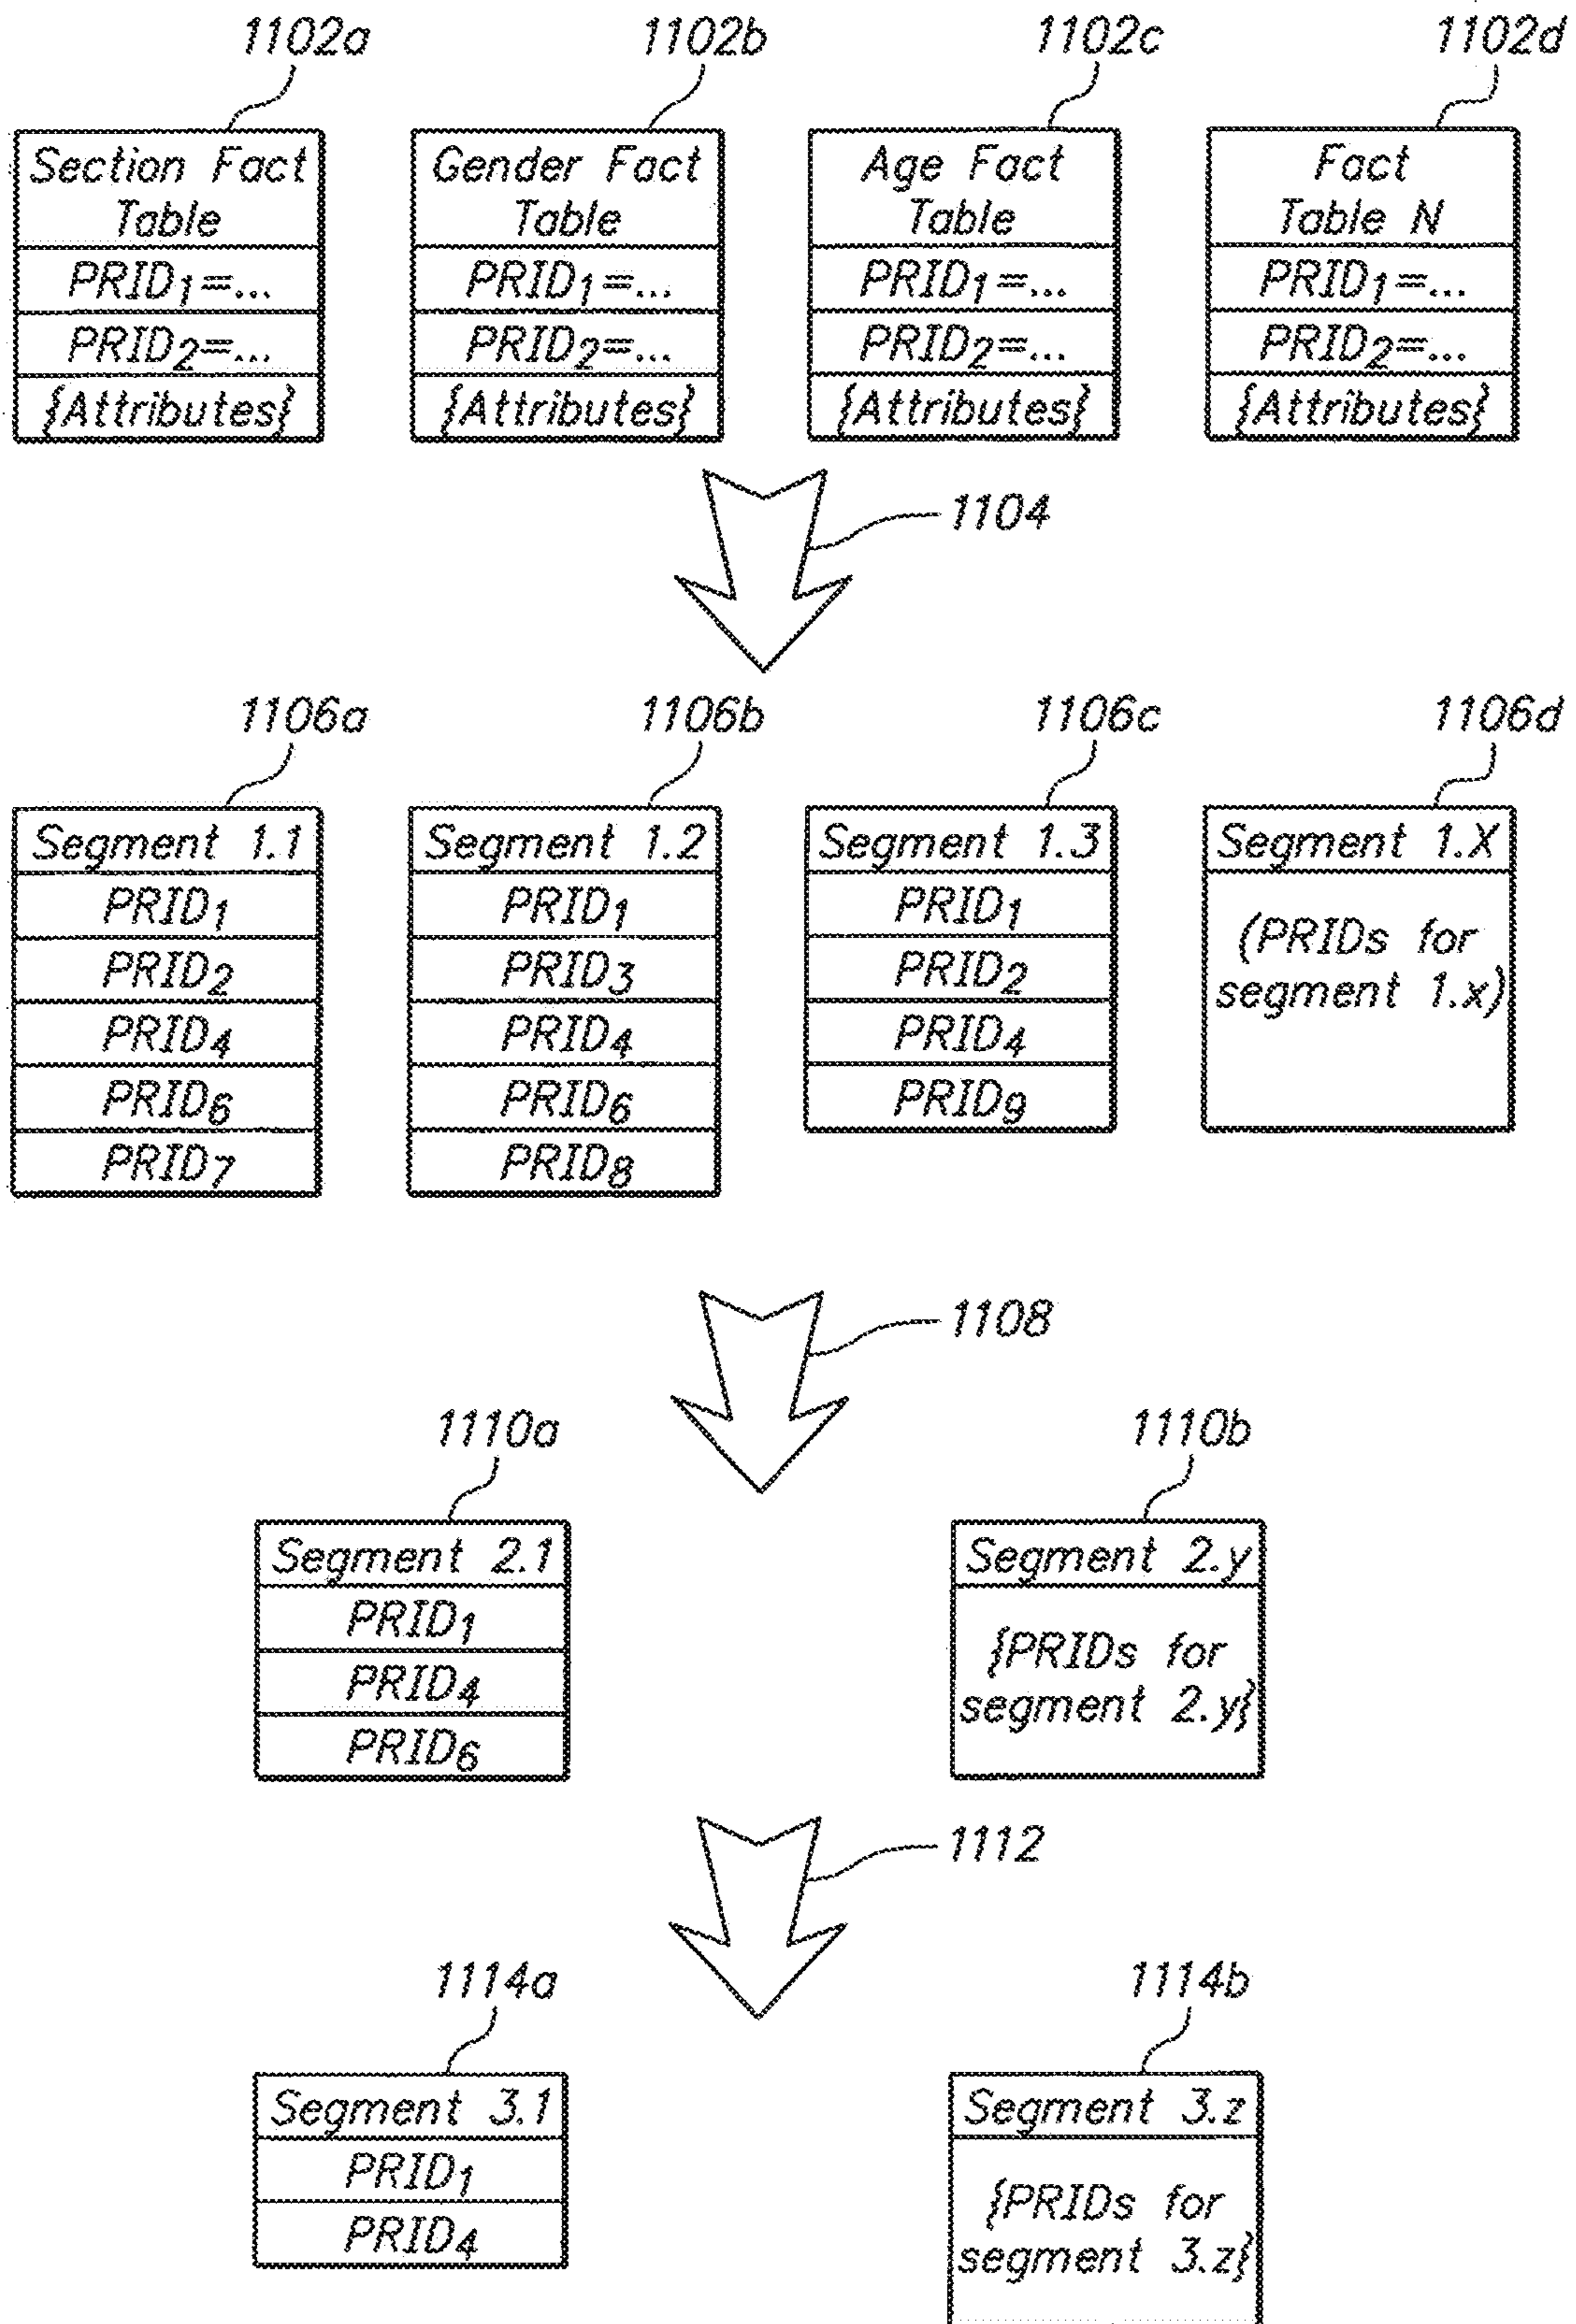 1102a
1102b
1102c
1102d
Section Fact
Table
PRID1=...
PRID2=...
{Attributes}
Gender Fact
Table
PRID1=...
PRID2=...
{Attributes}
Age Fact
Table
PRID1=...
PRID2=...
{Attributes}
Fact
Table N
PRID1=...
PRID2=...
{Attributes}
1104
1106a
1106b
1106c
1106d
Segment 1.1
PRID1
PRID2
PRID4
PRID6
PRID7
Segment 1.2
PRID1
PRID3
PRID4
PRID6
PRID8
Segment 1.3
PRID1
PRID2
PRID4
PRID9
Segment 1.X
(PRIDs for
segment 1.x)
1108
1110a
1110b
Segment 2.1
PRID1
PRID4
PRID6
Segment 2.y
{PRIDs for
segment 2.y}
1112
1114a
1114b
Segment 3.1
PRID1
PRID4
Segment 3.z
{PRIDs for
segment 3.z}